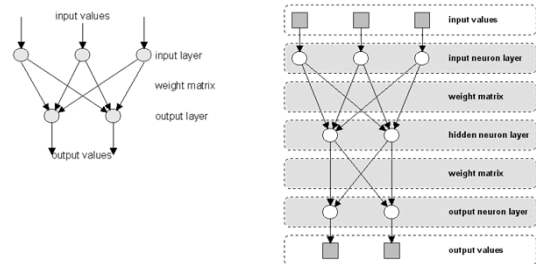 input values
input layer
weight matrix
output layer
output values
input values
input neuron layer
weight matrix
hidden neuron layer
weight matrix
output neuron layer
output values